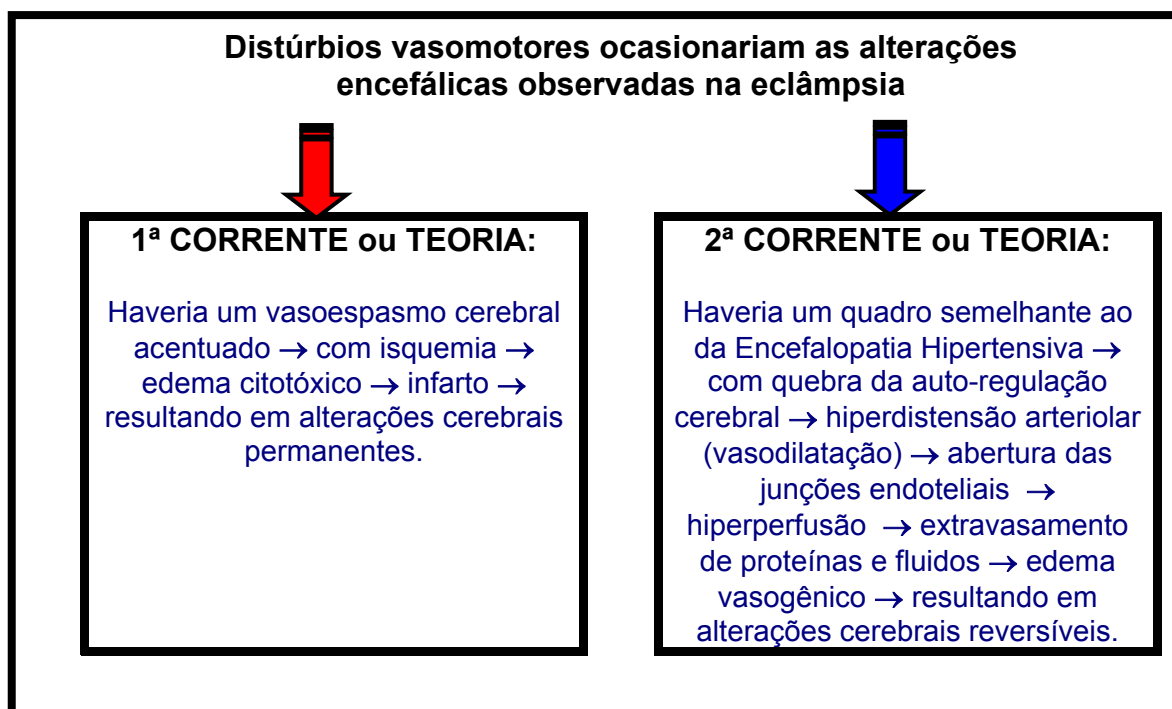 Distúrbios vasomotores ocasionariam as alterações
encefálicas observadas na eclâmpsia
1ª CORRENTE ou TEORIA:
Haveria um vasoespasmo cerebral
acentuado → com isquemia →
edema citotóxico → infarto →
resultando em alterações cerebrais
permanentes.
2ª CORRENTE ou TEORIA:
Haveria um quadro semelhante ao
da Encefalopatia Hipertensiva →
com quebra da auto-regulação
cerebral → hiperdistensão arteriolar
(vasodilatação) → abertura das
junções endoteliais →
hiperperfusão → extravasamento
de proteínas e fluidos → edema
vasogênico → resultando em
alterações cerebrais reversíveis.